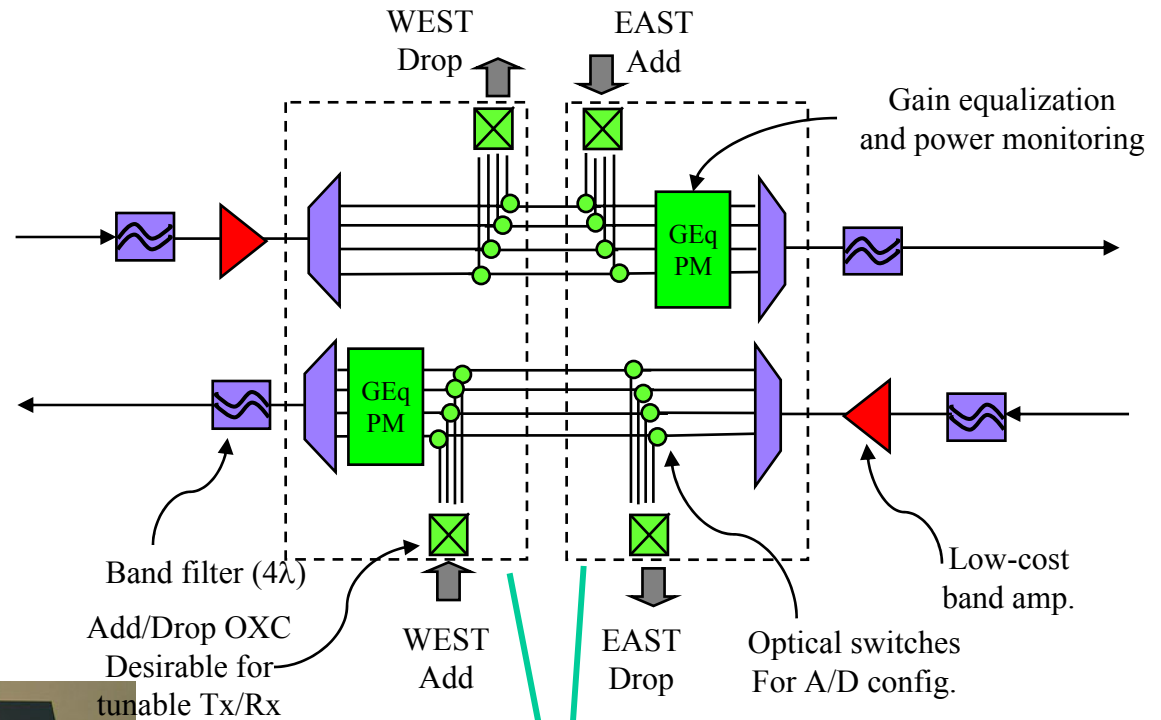 WEST
Drop
EAST
Add
Gain equalization
and power monitoring
GEq
PM
GEq
PM
Band filter (4λ)
Low-cost
band amp.
Add/Drop OXC
Desirable for
tunable Tx/Rx
WEST
Add
EAST
Drop
Optical switches
For A/D config.